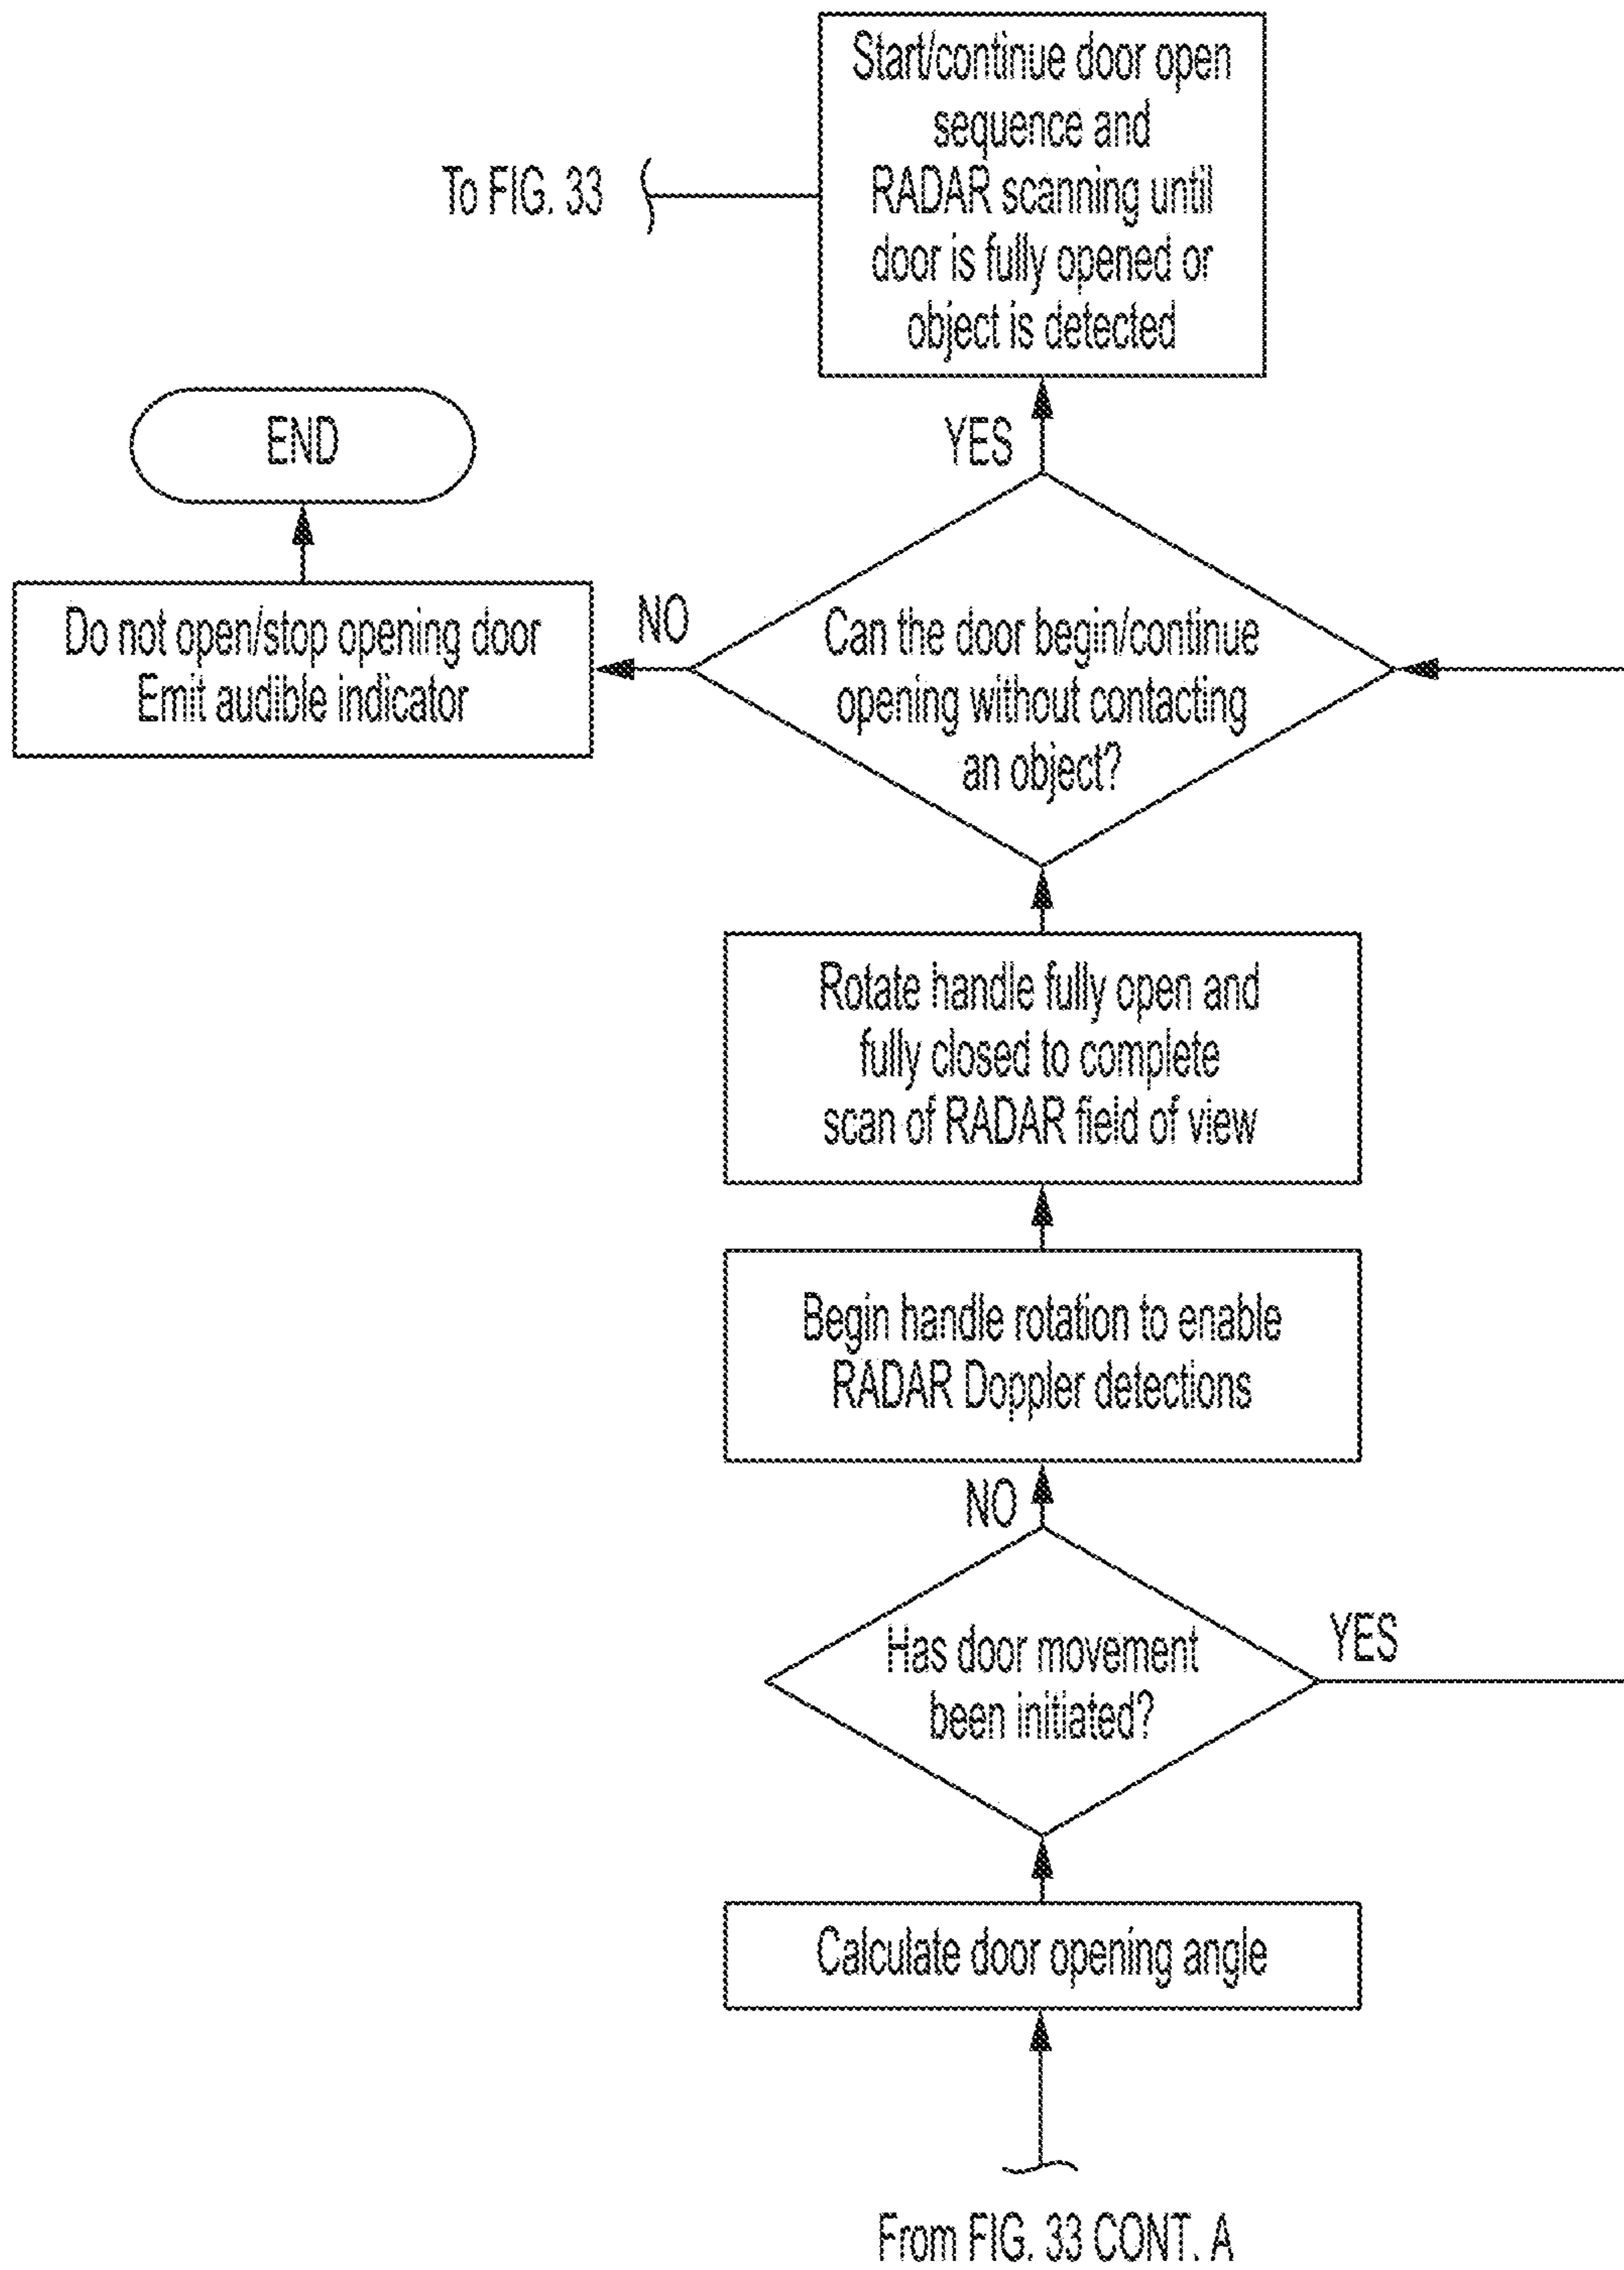 Start/continue door open
sequence and
RADAR scanning until
door is fully opened or
object is detected
To FIG. 33
YES
END
Do not open/stop opening door
Emit audible indicator
NO
Can the door begin/continue
opening without contacting
an object?
Rotate handle fully open and
fully closed to complete
scan of RADAR field of view
Begin handle rotation to enable
RADAR Doppler detections
NO
Has door movement
been initiated?
YES
Calculate door opening angle
From FIG. 33 CONT. A